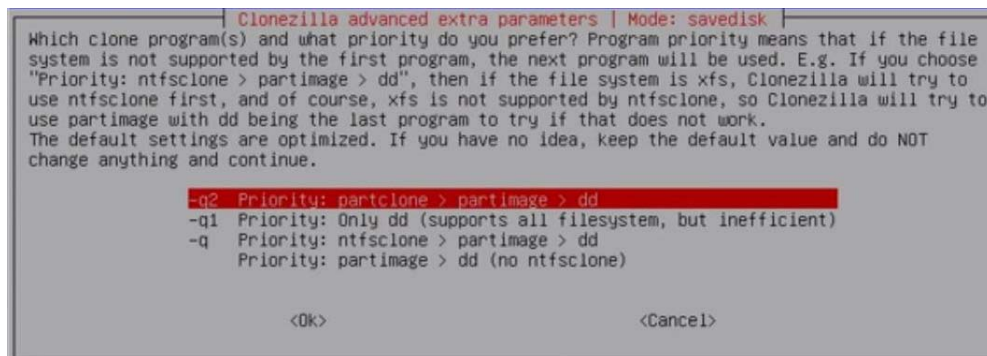 Clonezilla advanced extra parameters | Mode: savedisk
Which clone program(s) and what priority do you prefer? Program priority means that if the file
system is not supported by the first program, the next program will be used. E.g. If you choose
"Priority: ntfsclone > partimage > dd", then if the file system is xfs, Clonezilla will try to
use ntfsclone first, and of course, xfs is not supported by ntfsclone, so Clonezilla will try to
use partimage with dd being the last program to try if that does not work.
The default settings are optimized. If you have no idea, keep the default value and do NOT
change anything and continue.
-q2 Priority: partclone > partimage > dd
-q1 Priority: Only dd (supports all filesystem, but inefficient)
-q Priority: ntfsclone > partimage > dd
Priority: partimage > dd (no ntfsclone)
<Ok> <Cancel>